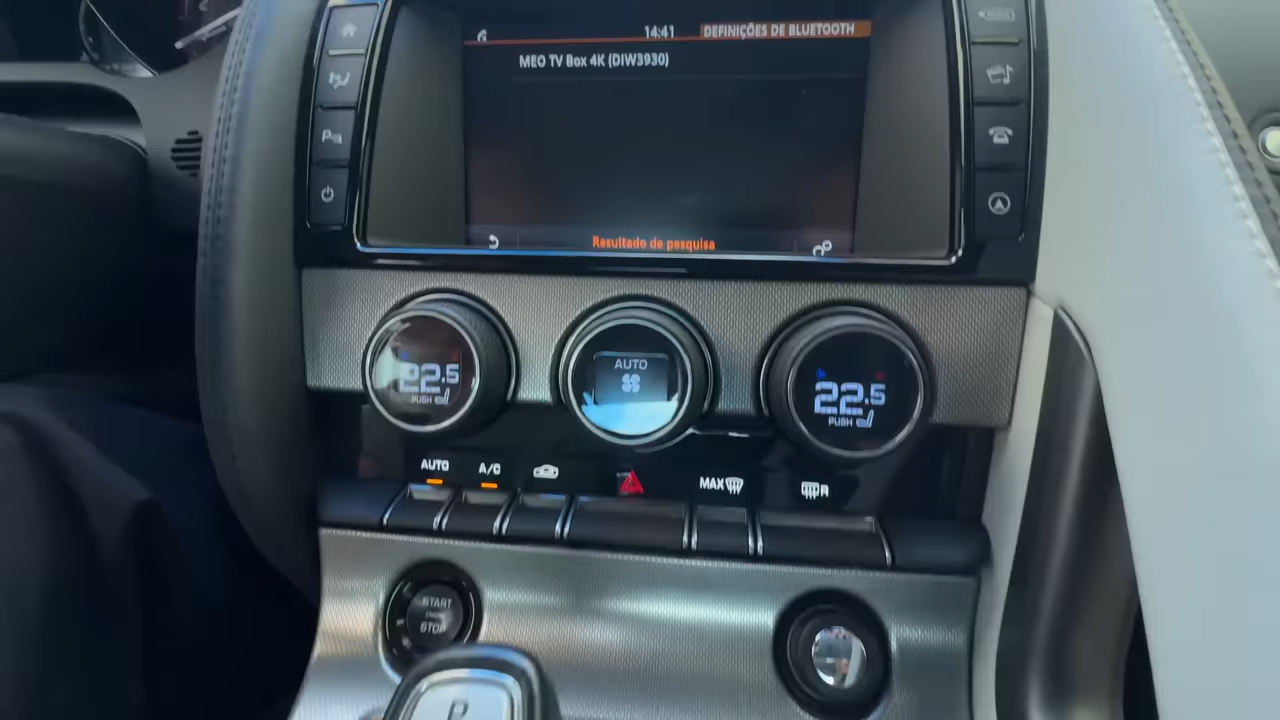 14:41
DEFINIÇÕES DE BLUETOOTH
MEO TV Box 4K (DIW3930)
Resultado de pesquisa
22.5
PUSH
AUTO
22.5
PUSH
AUTO
A/C
MAX
R
START
STOP
P